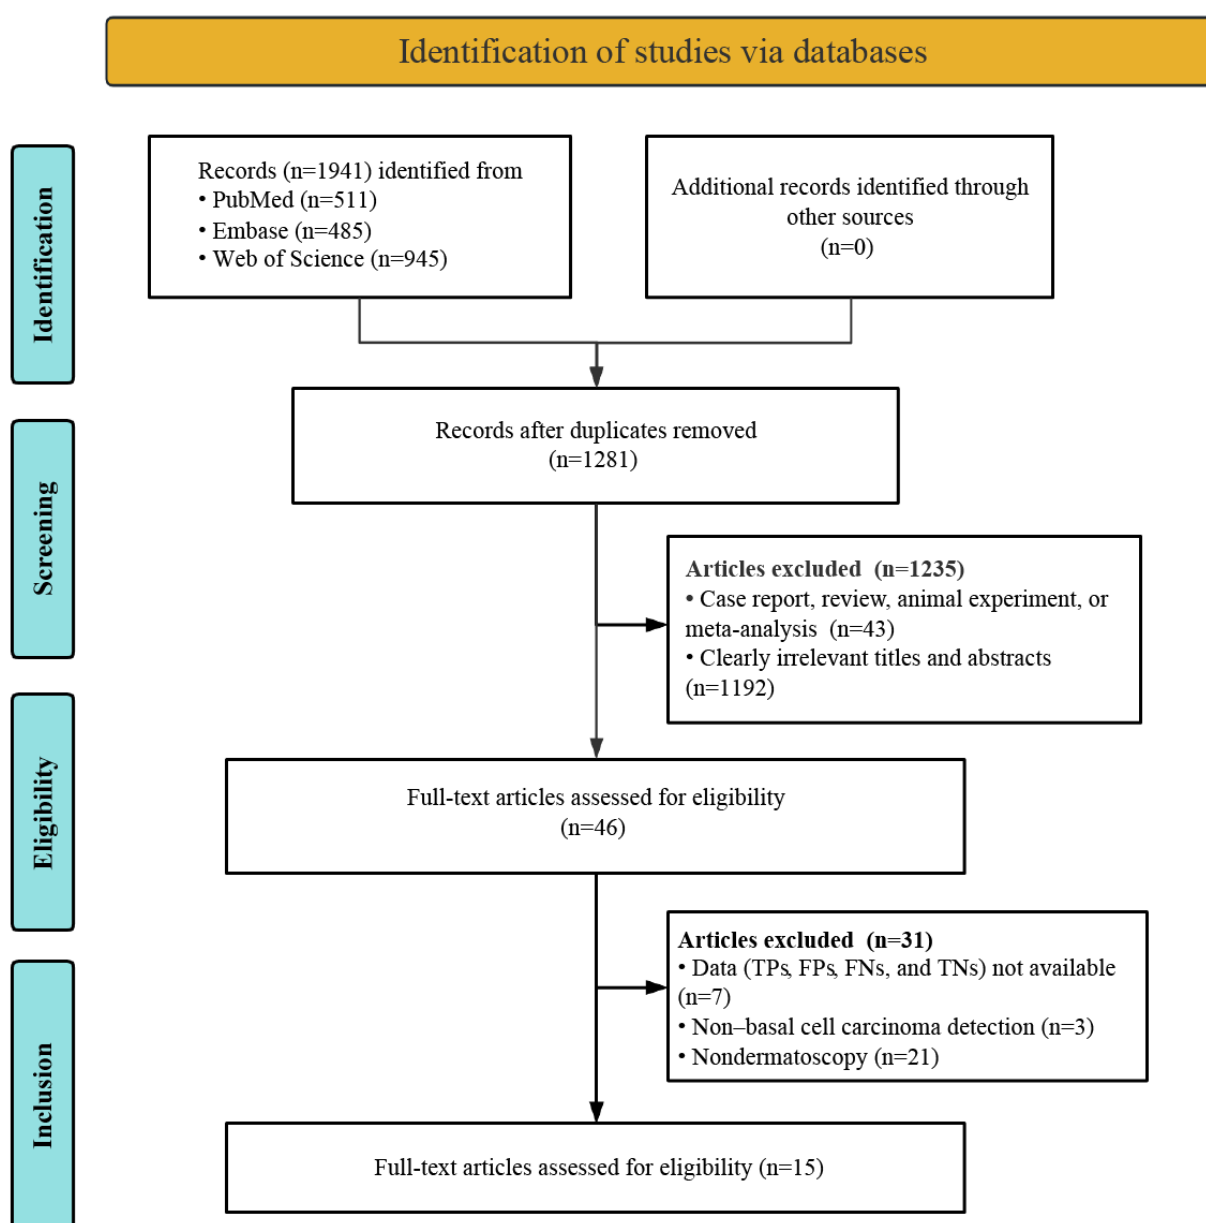 Identification of studies via databases
Identification
Records (n=1941) identified from
• PubMed (n=511)
• Embase (n=485)
• Web of Science (n=945)
Additional records identified through
other sources
(n=0)
Records after duplicates removed
(n=1281)
Screening
Articles excluded (n=1235)
• Case report, review, animal experiment, or
meta-analysis (n=43)
• Clearly irrelevant titles and abstracts
(n=1192)
Eligibility
Full-text articles assessed for eligibility
(n=46)
Articles excluded (n=31)
• Data (TPs, FPs, FNs, and TNs) not available
(n=7)
• Non–basal cell carcinoma detection (n=3)
• Nondermatoscopy (n=21)
Inclusion
Full-text articles assessed for eligibility (n=15)